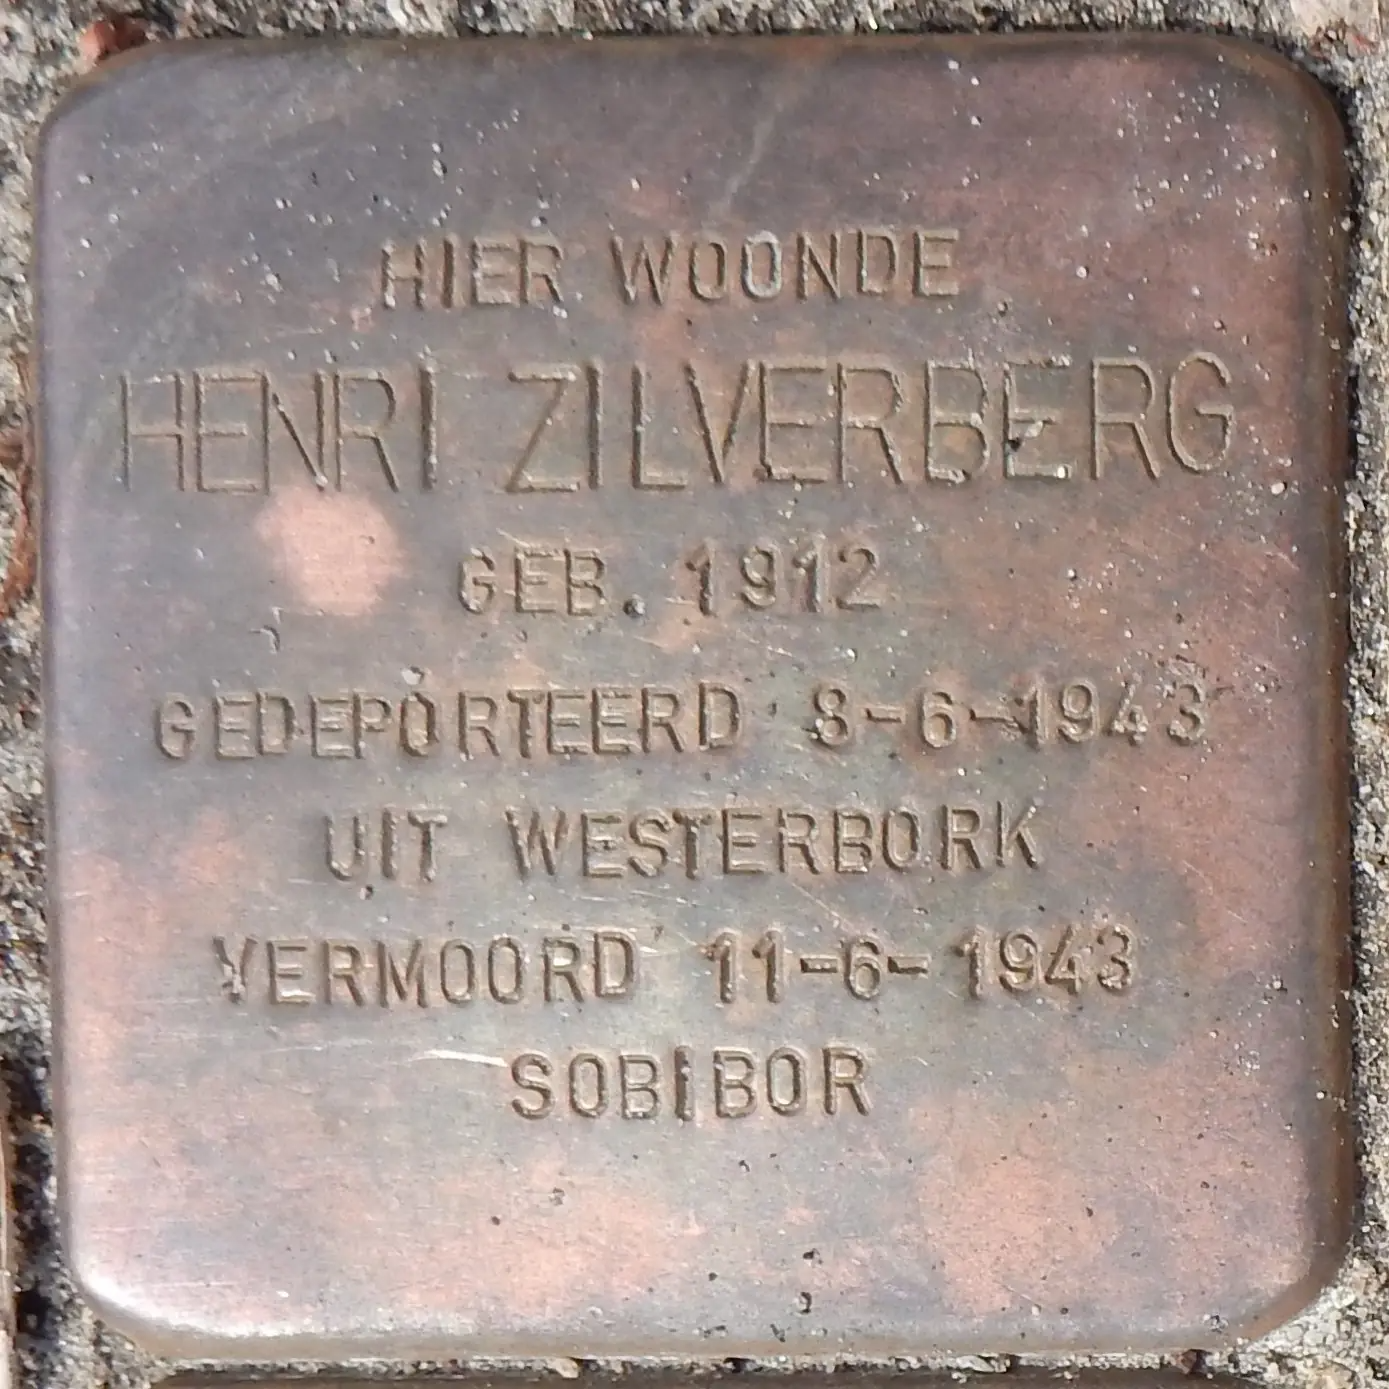 HIER WOONDE
HENRI ZILVERBERG
GEB. 1912
GEDEPORTEERD 8-6-1943
UIT WESTERBORK
VERMOORD 11-6-1943
SOBIBOR